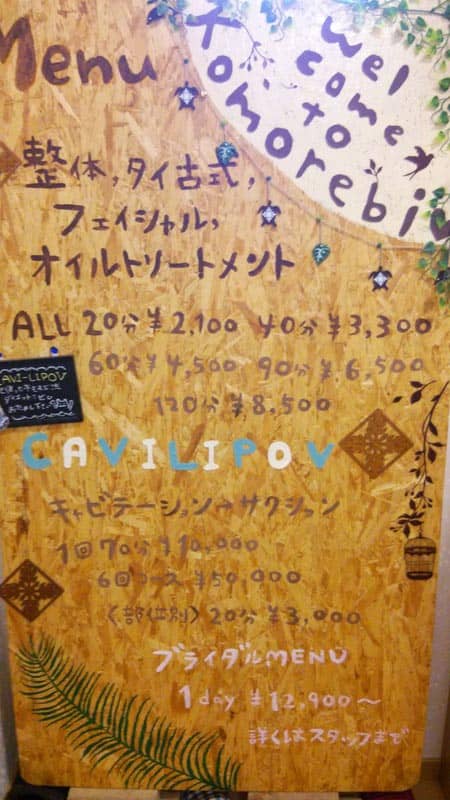 Menu
Wel
come
to
Komorebi
整体、タイ古式、
フェイシャル、
オイルトリートメント
ALL 20分¥2,100 40分¥3,300
60分¥4,500 90分¥6,500
120分¥8,500
CAVI-LIPOV
CAVILIPOV
キャビテーション→サクション
1回70分¥10,000
6回コース¥50,000
〈部位別〉20分¥3,000
ブライダルMENU
1day ¥12,900〜
詳しくはスタッフまで